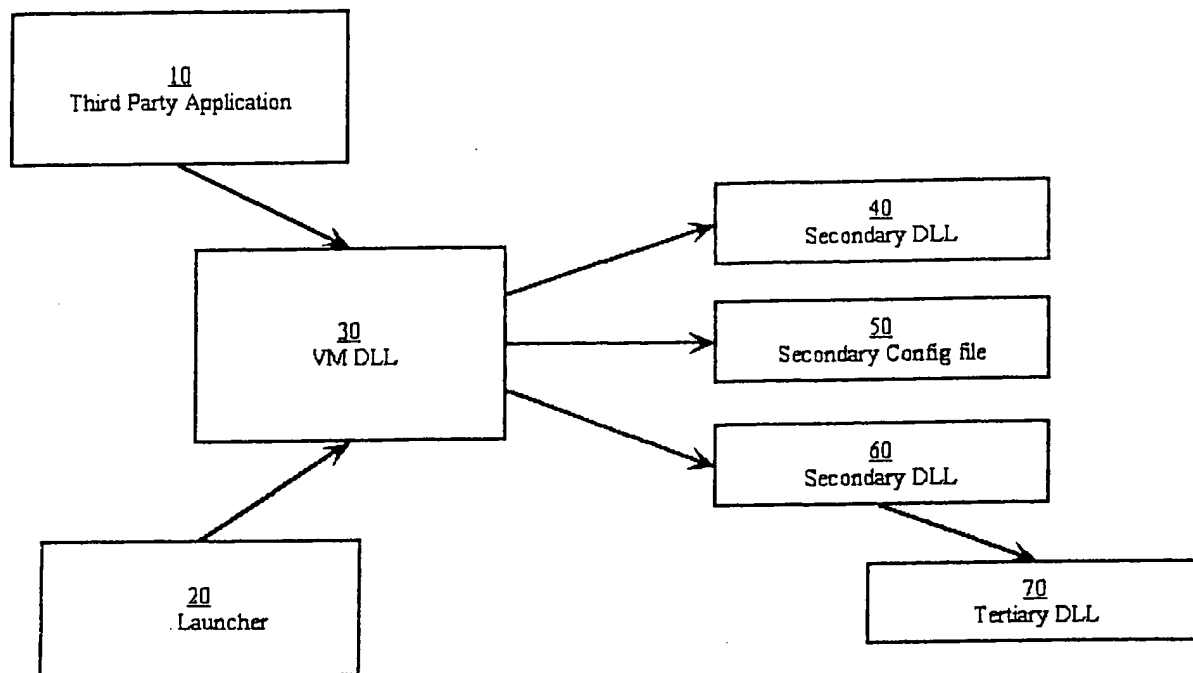 10
Third Party Application
40
Secondary DLL
30
VM DLL
50
Secondary Config file
60
Secondary DLL
20
Launcher
70
Tertiary DLL